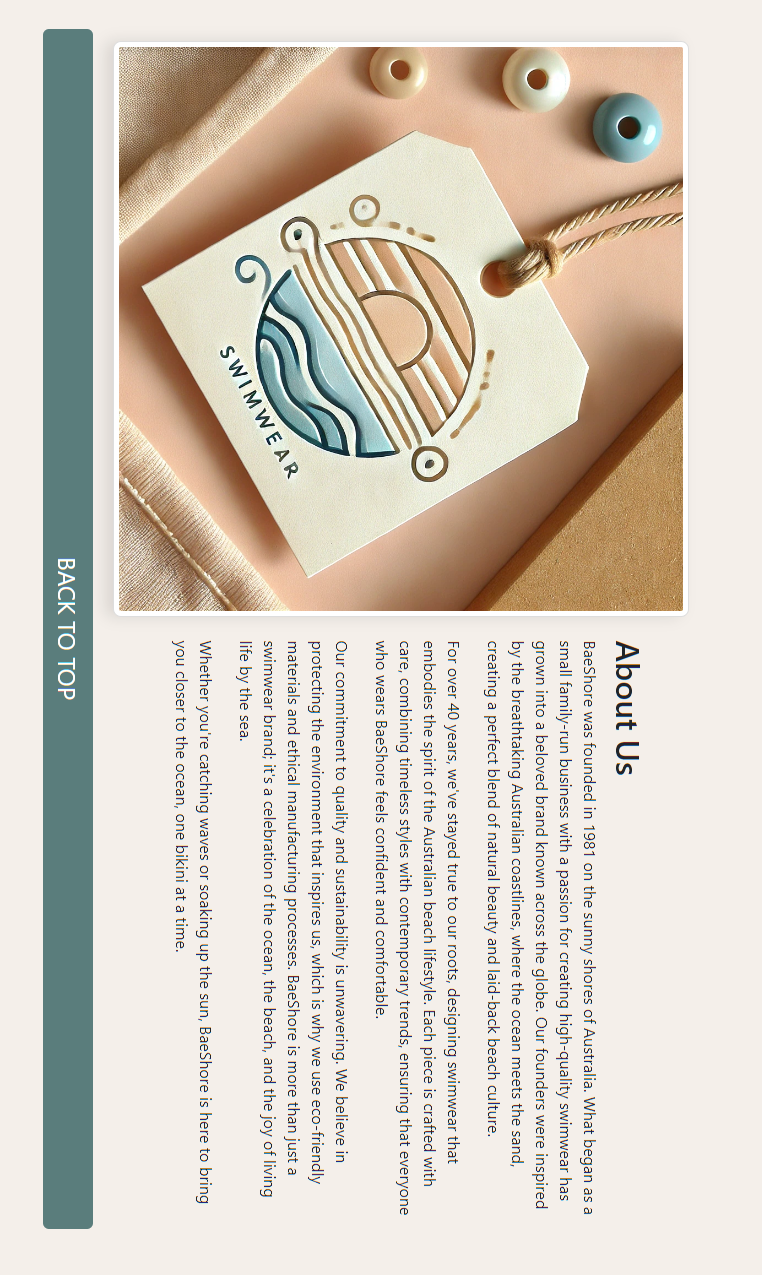 SWIMWEAR
About Us
BaeShore was founded in 1981 on the sunny shores of Australia. What began as a
small family-run business with a passion for creating high-quality swimwear has
grown into a beloved brand known across the globe. Our founders were inspired
by the breathtaking Australian coastlines, where the ocean meets the sand,
creating a perfect blend of natural beauty and laid-back beach culture.
For over 40 years, we've stayed true to our roots, designing swimwear that
embodies the spirit of the Australian beach lifestyle. Each piece is crafted with
care, combining timeless styles with contemporary trends, ensuring that everyone
who wears BaeShore feels confident and comfortable.
Our commitment to quality and sustainability is unwavering. We believe in
protecting the environment that inspires us, which is why we use eco-friendly
materials and ethical manufacturing processes. BaeShore is more than just a
swimwear brand; it's a celebration of the ocean, the beach, and the joy of living
life by the sea.
Whether you're catching waves or soaking up the sun, BaeShore is here to bring
you closer to the ocean, one bikini at a time.
BACK TO TOP